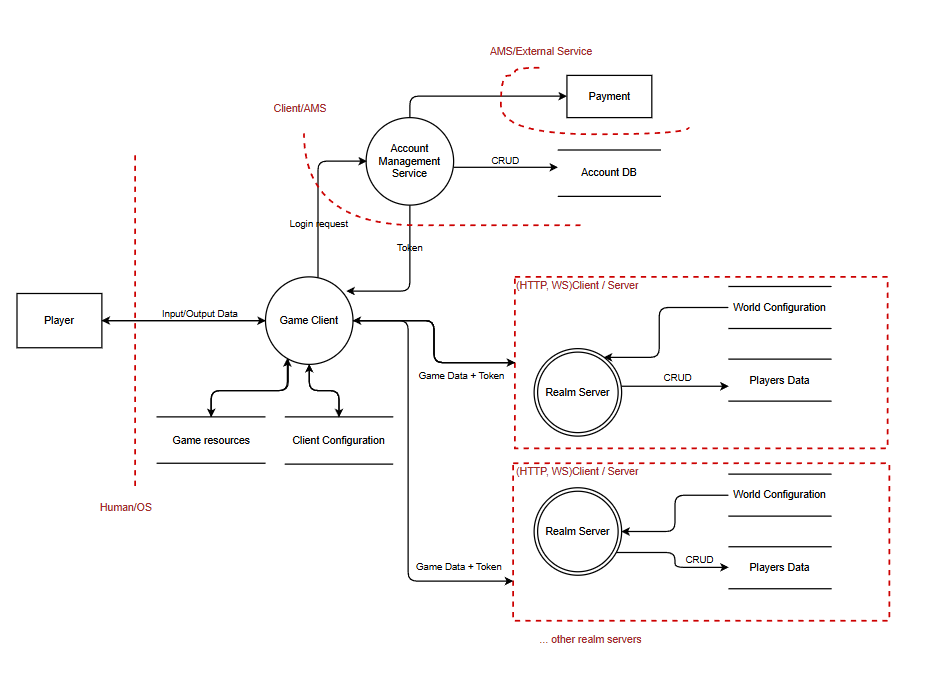 AMS/External Service
Payment
Client/AMS
Account
Management
Service
CRUD
Account DB
Login request
Token
Player
Input/Output Data
Game Client
(HTTP, WS)Client / Server
World Configuration
Game Data + Token
Realm Server
CRUD
Players Data
Game resources
Client Configuration
(HTTP, WS)Client / Server
World Configuration
Human/OS
Realm Server
CRUD
Game Data + Token
Players Data
... other realm servers